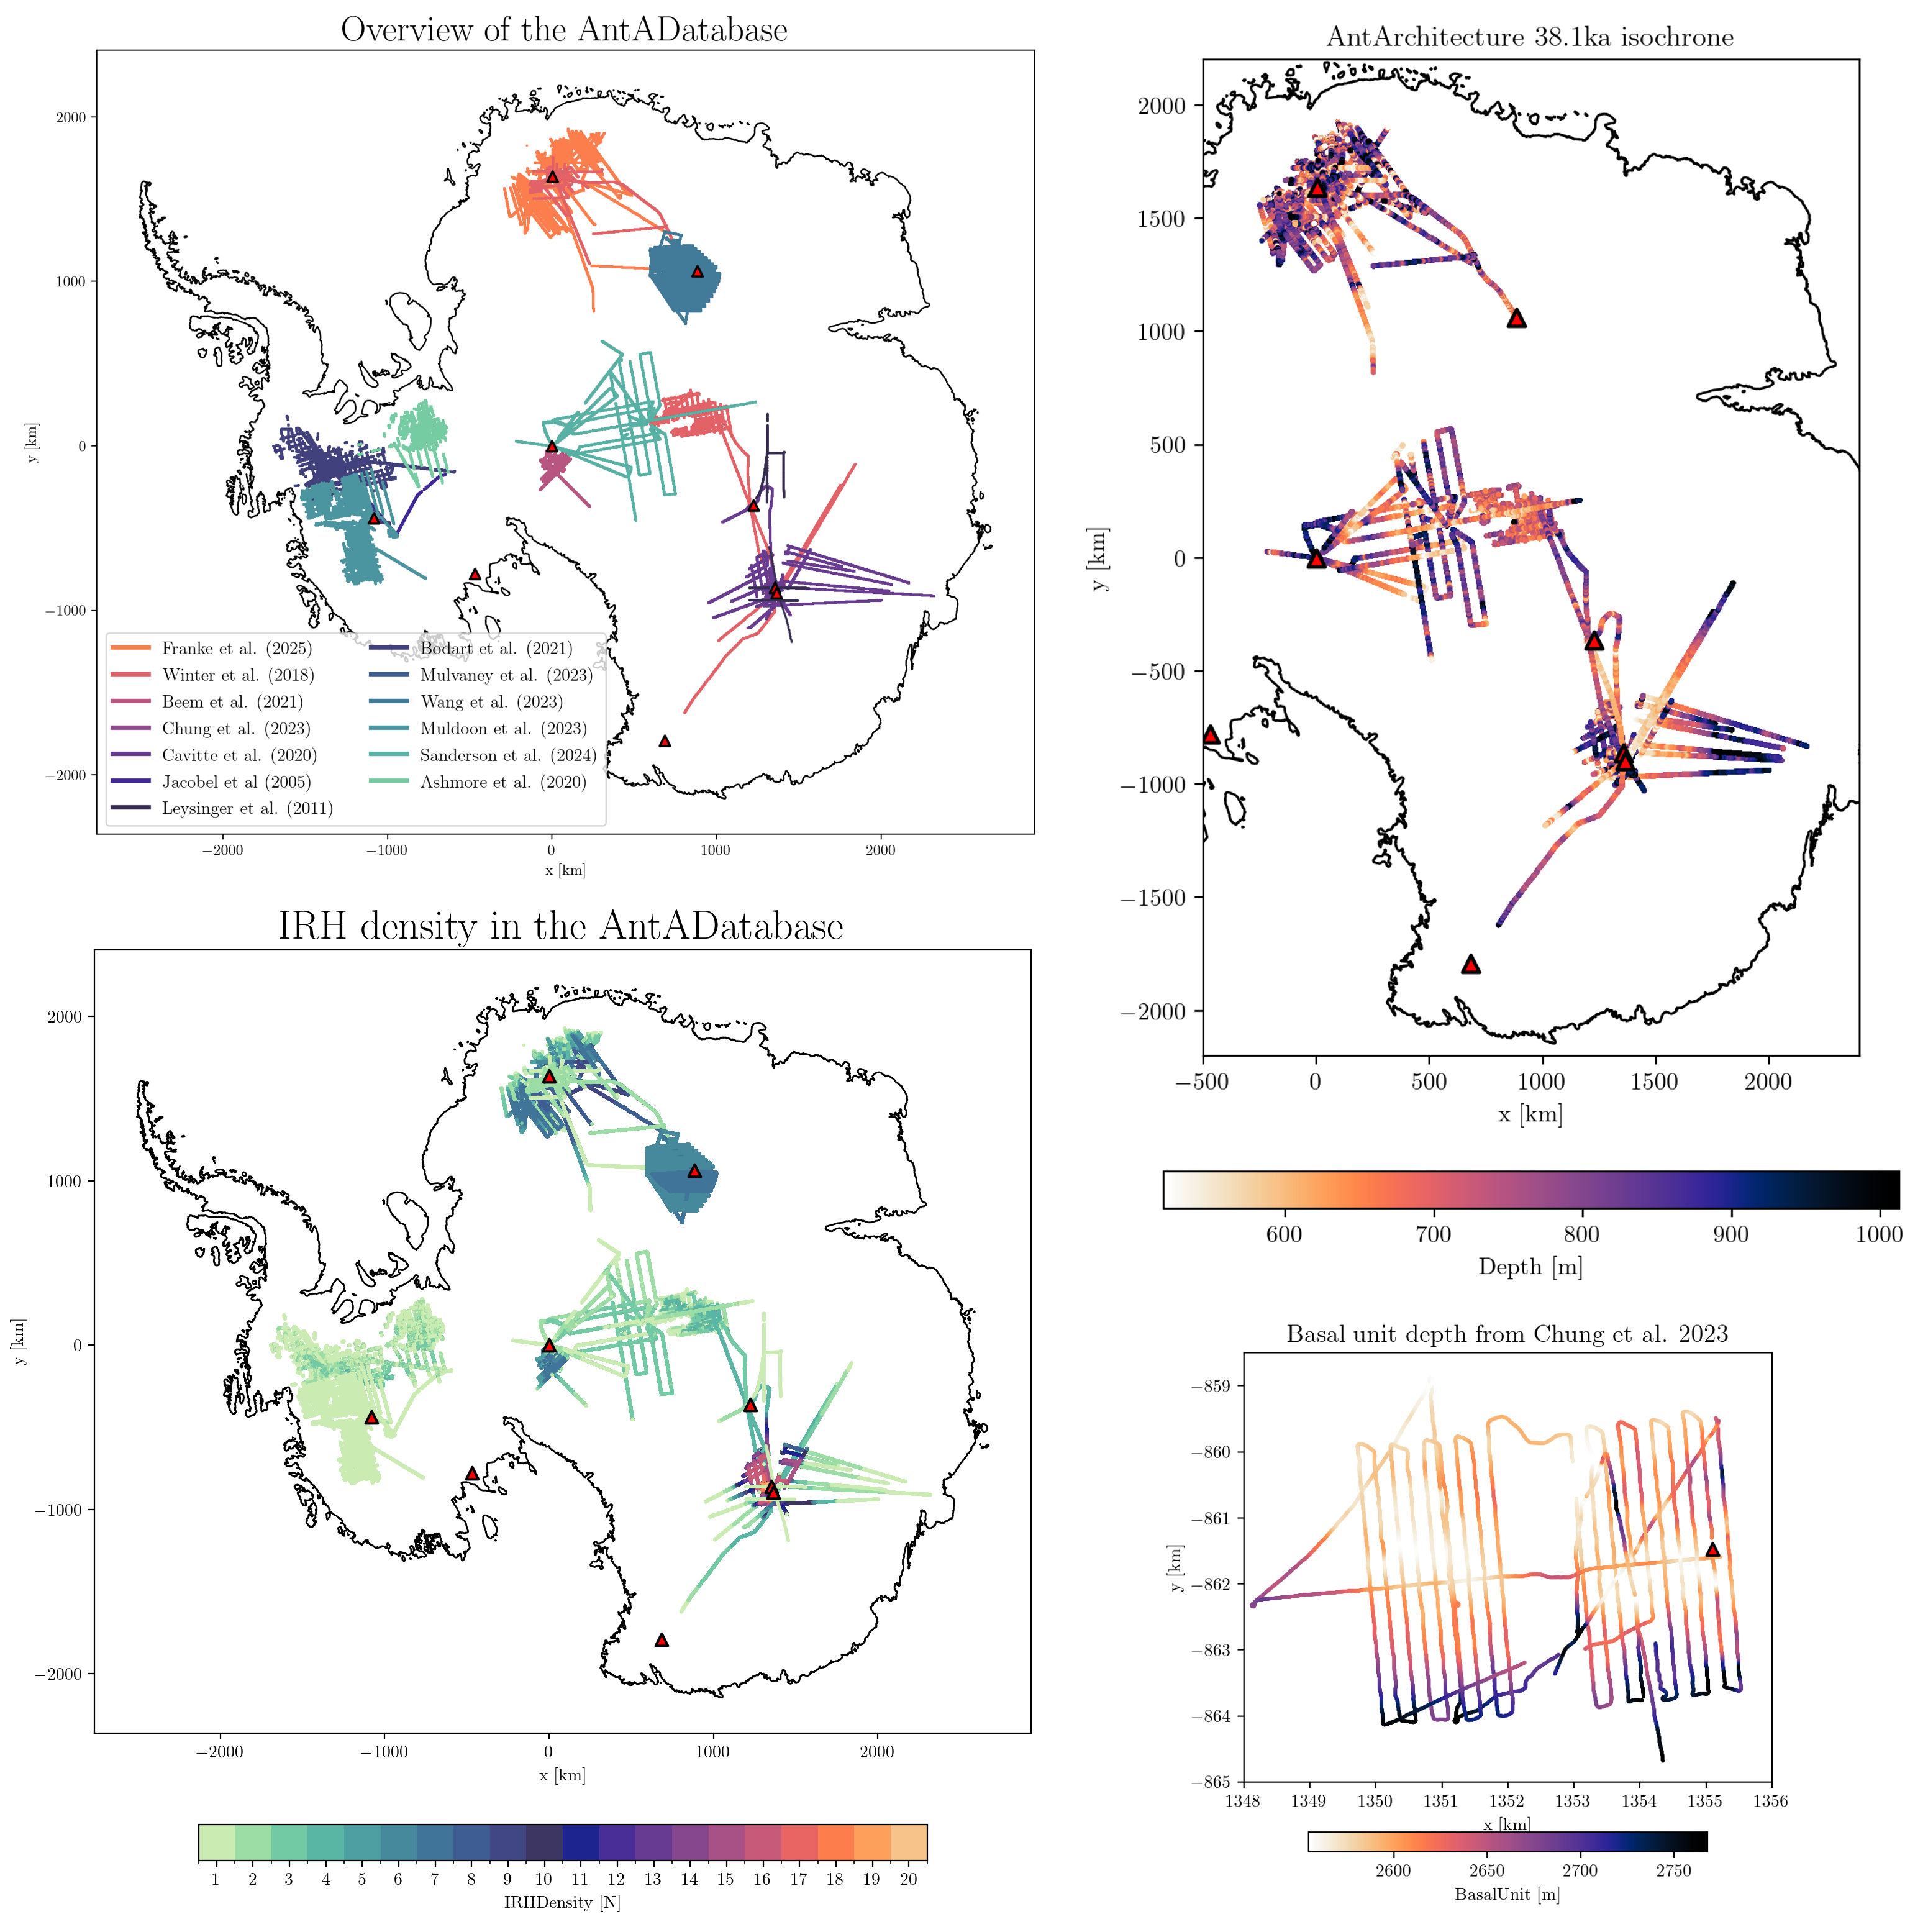 Overview of the AntADatabase
2000
1000
0
−1000
−2000
y [km]
Franke et al. (2025)
Winter et al. (2018)
Beem et al. (2021)
Chung et al. (2023)
Cavitte et al. (2020)
Jacobel et al (2005)
Leysinger et al. (2011)
Bodart et al. (2021)
Mulvaney et al. (2023)
Wang et al. (2023)
Muldoon et al. (2023)
Sanderson et al. (2024)
Ashmore et al. (2020)
−2000 −1000 0 1000 2000
x [km]
AntArchitecture 38.1ka isochrone
2000
1500
1000
500
0
−500
−1000
−1500
−2000
y [km]
−500 0 500 1000 1500 2000
x [km]
600 700 800 900 1000
Depth [m]
IRH density in the AntADatabase
2000
1000
0
−1000
−2000
y [km]
−2000 −1000 0 1000 2000
x [km]
1 2 3 4 5 6 7 8 9 10 11 12 13 14 15 16 17 18 19 20
IRHDensity [N]
Basal unit depth from Chung et al. 2023
−859
−860
−861
−862
−863
−864
−865
y [km]
1348 1349 1350 1351 1352 1353 1354 1355 1356
x [km]
2600 2650 2700 2750
BasalUnit [m]